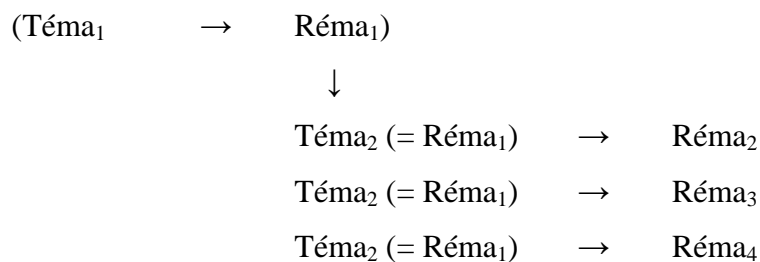 (Téma₁ → Réma₁)
↓
Téma₂ (= Réma₁) → Réma₂
Téma₂ (= Réma₁) → Réma₃
Téma₂ (= Réma₁) → Réma₄